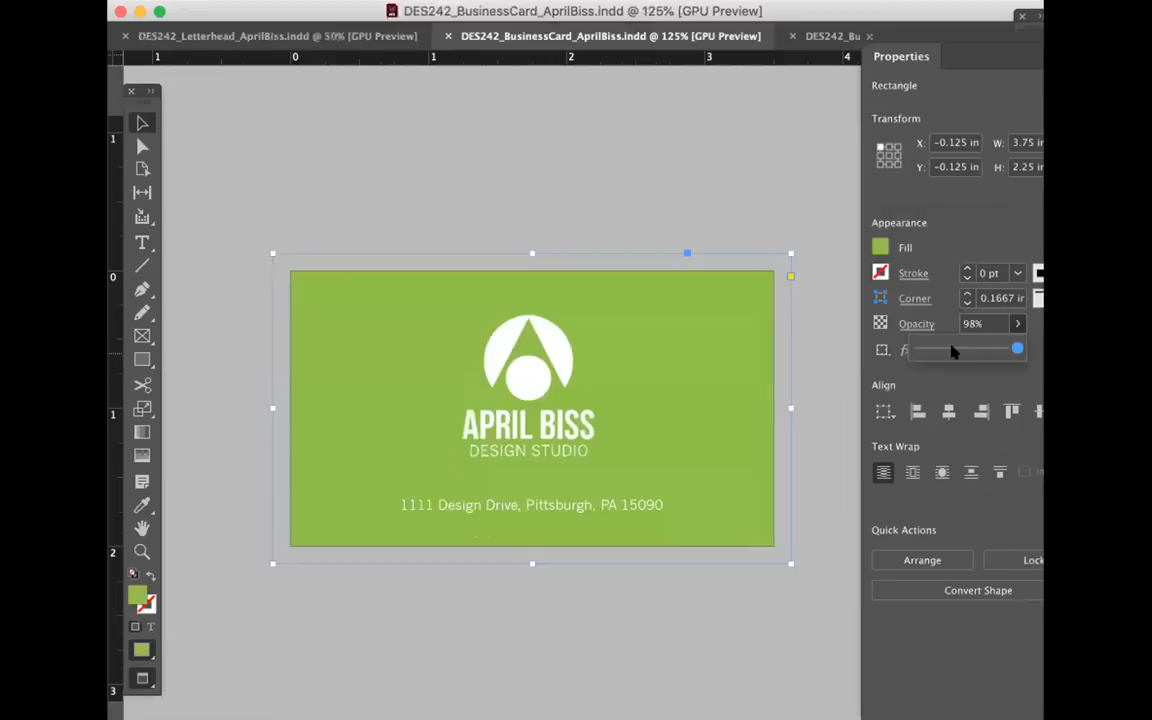 DES242_BusinessCard_AprilBiss.indd @ 125% [GPU Preview]
DES242_Letterhead_AprilBiss.indd @ 50% [GPU Preview]
DES242_BusinessCard_AprilBiss.indd @ 125% [GPU Preview]
DES242_Bu
1 0 1 2 3 4
Properties
Rectangle
Transform
X: -0.125 in W: 3.75 in
Y: -0.125 in H: 2.25 in
Appearance
Fill
Stroke 0 pt
Corner 0.1667 in
Opacity 98%
Align
Text Wrap
Quick Actions
Arrange Lock
Convert Shape
1
0
1
2
3
APRIL BISS
DESIGN STUDIO
1111 Design Drive, Pittsburgh, PA 15090